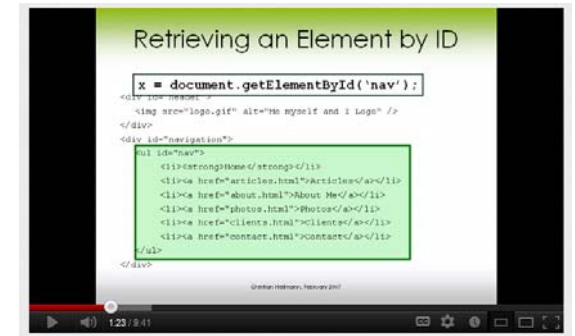 Retrieving an Element by ID
x = document.getElementById('nav');
<div id="header">
<img src="logo.gif" alt="Me myself and I Logo" />
</div>
<div id="navigation">
<ul id="nav">
<li><strong>Home</strong></li>
<li><a href="articles.html">Articles</a></li>
<li><a href="about.html">About Me</a></li>
<li><a href="photos.html">Photos</a></li>
<li><a href="clients.html">Clients</a></li>
<li><a href="contact.html">Contact</a></li>
</ul>
</div>
Christian Heilmann, February 2007
1:23 / 9:41
CC